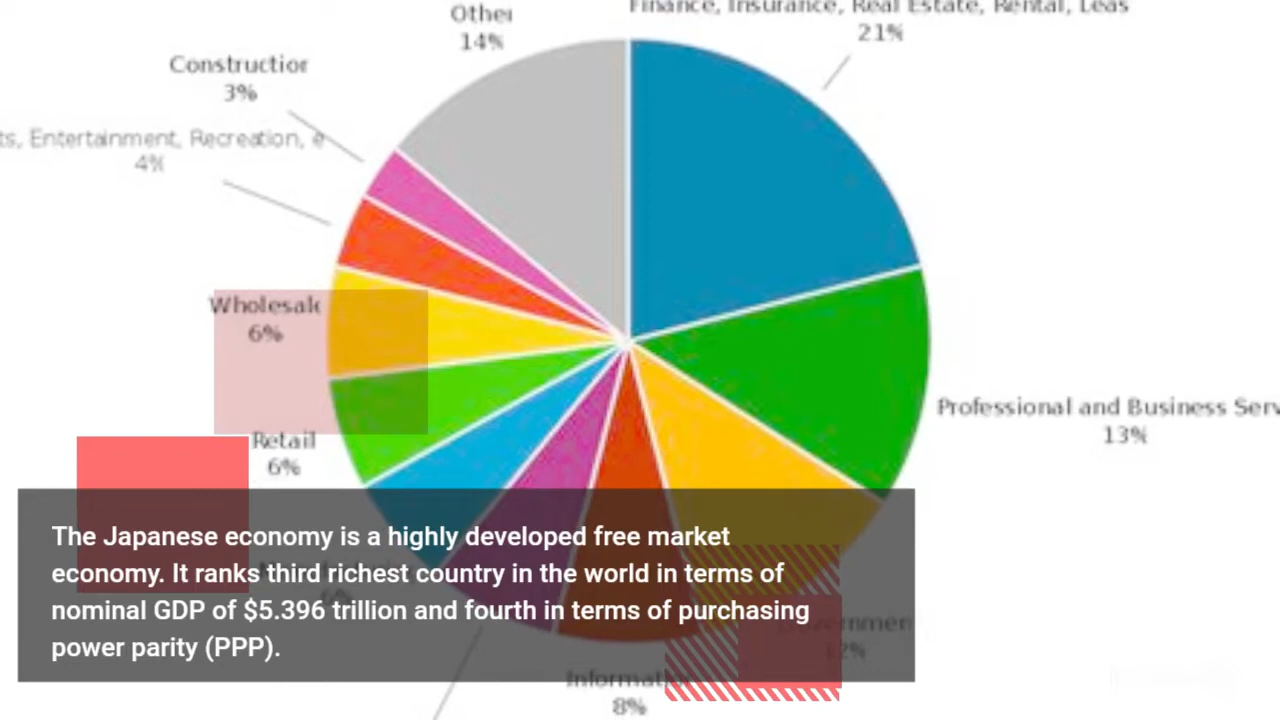 Finance, Insurance, Real Estate, Rental, Leas
21%
Other
14%
Construction
3%
ts, Entertainment, Recreation, e
4%
Wholesale
6%
Professional and Business Serv
13%
Retail
6%
The Japanese economy is a highly developed free market
economy. It ranks third richest country in the world in terms of
nominal GDP of $5.396 trillion and fourth in terms of purchasing
power parity (PPP).
Government
12%
Information
8%